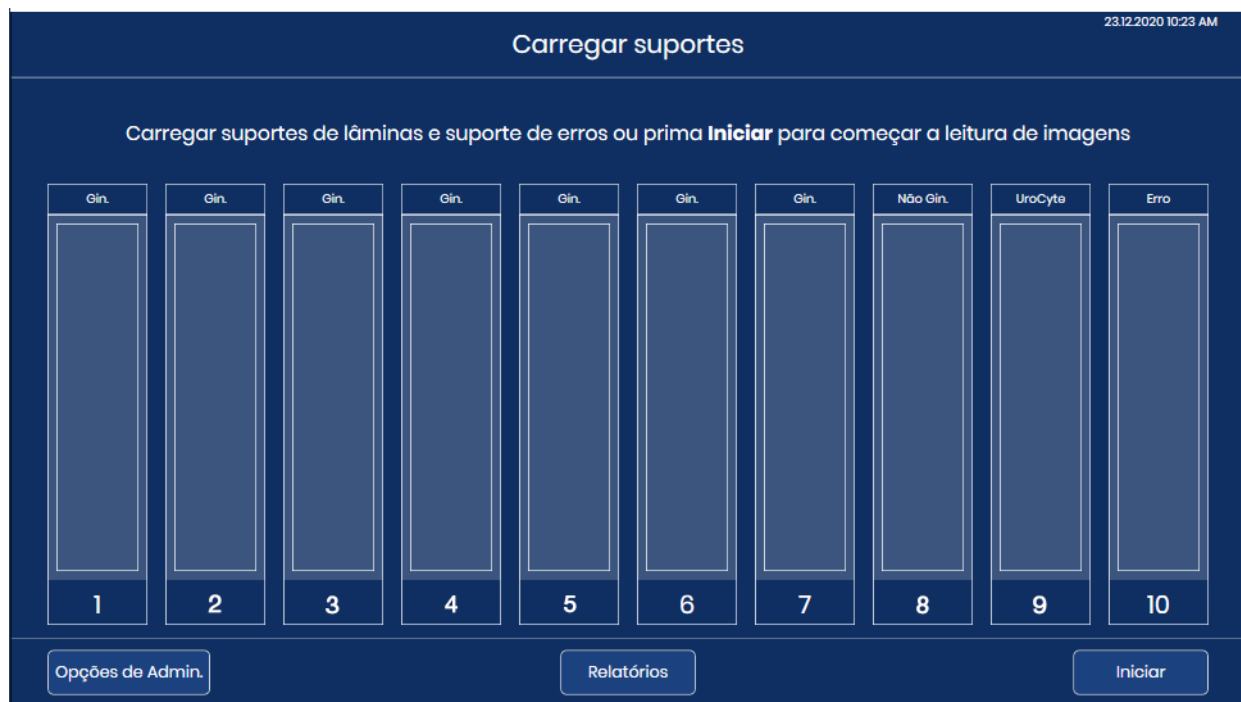 23.12.2020 10:23 AM
Carregar suportes
Carregar suportes de lâminas e suporte de erros ou prima Iniciar para começar a leitura de imagens
Gin. Gin. Gin. Gin. Gin. Gin. Gin. Não Gin. UroCyte Erro
1 2 3 4 5 6 7 8 9 10
Opções de Admin. Relatórios Iniciar